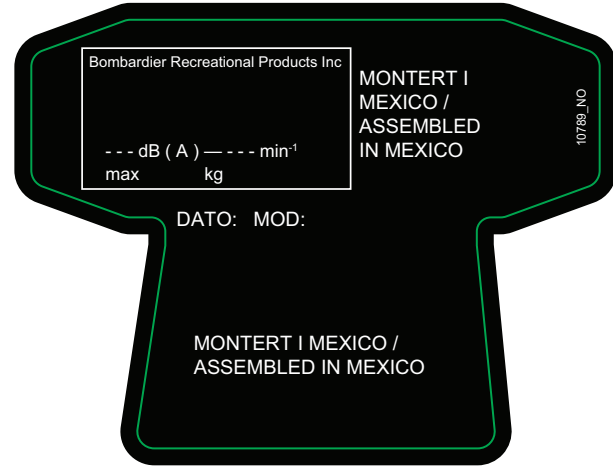 Bombardier Recreational Products Inc
- - - dB ( A ) — - - - min⁻¹
max kg
MONTERT I
MEXICO /
ASSEMBLED
IN MEXICO
10789_NO
DATO: MOD:
MONTERT I MEXICO /
ASSEMBLED IN MEXICO